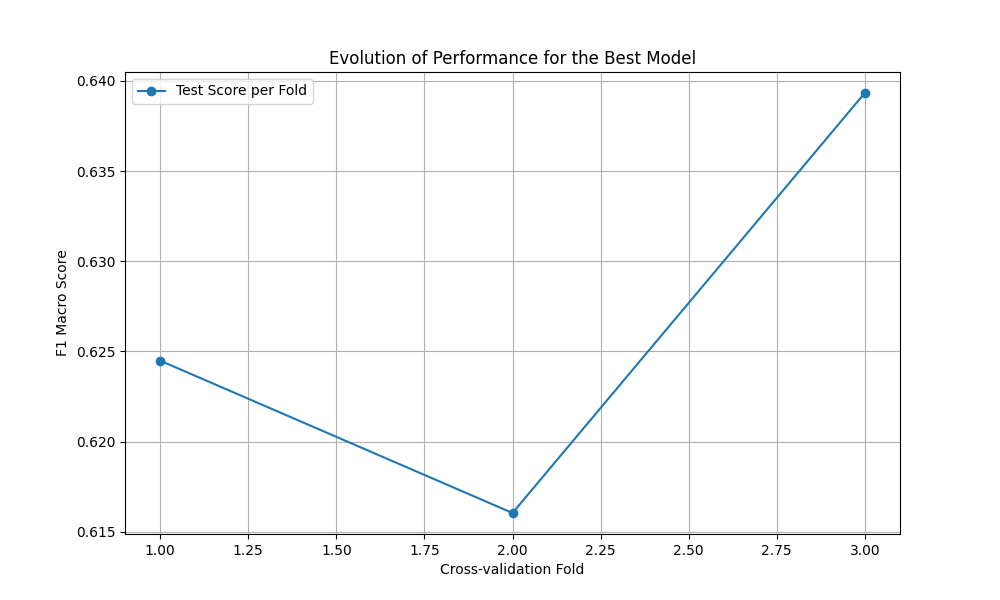 Evolution of Performance for the Best Model
Test Score per Fold
F1 Macro Score
0.640
0.635
0.630
0.625
0.620
0.615
1.00 1.25 1.50 1.75 2.00 2.25 2.50 2.75 3.00
Cross-validation Fold